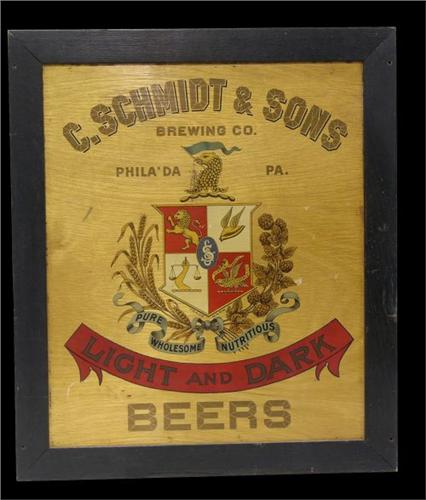 C. SCHMIDT & SONS
BREWING CO.
PHILA'DA PA.
PURE WHOLESOME NUTRITIOUS
LIGHT AND DARK
BEERS